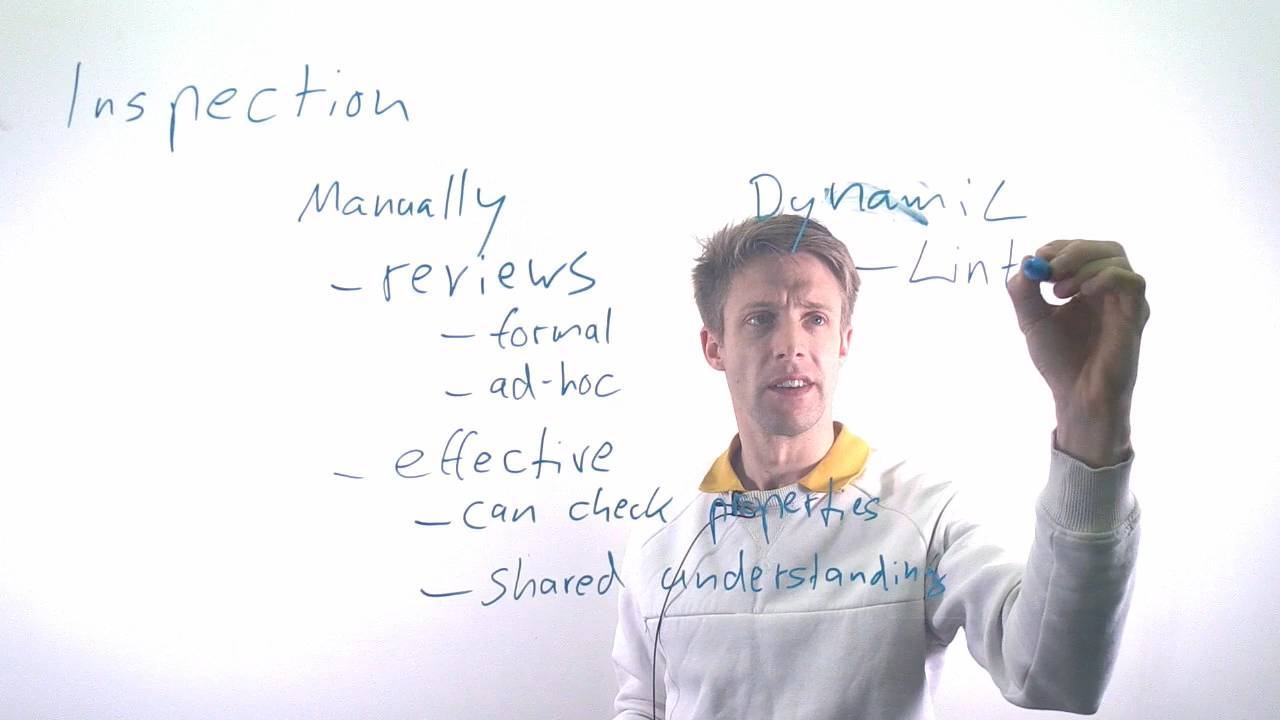 Inspection
Manually
- reviews
- formal
- ad-hoc
- effective
- can check properties
- shared understanding
Dynamic
- Lint